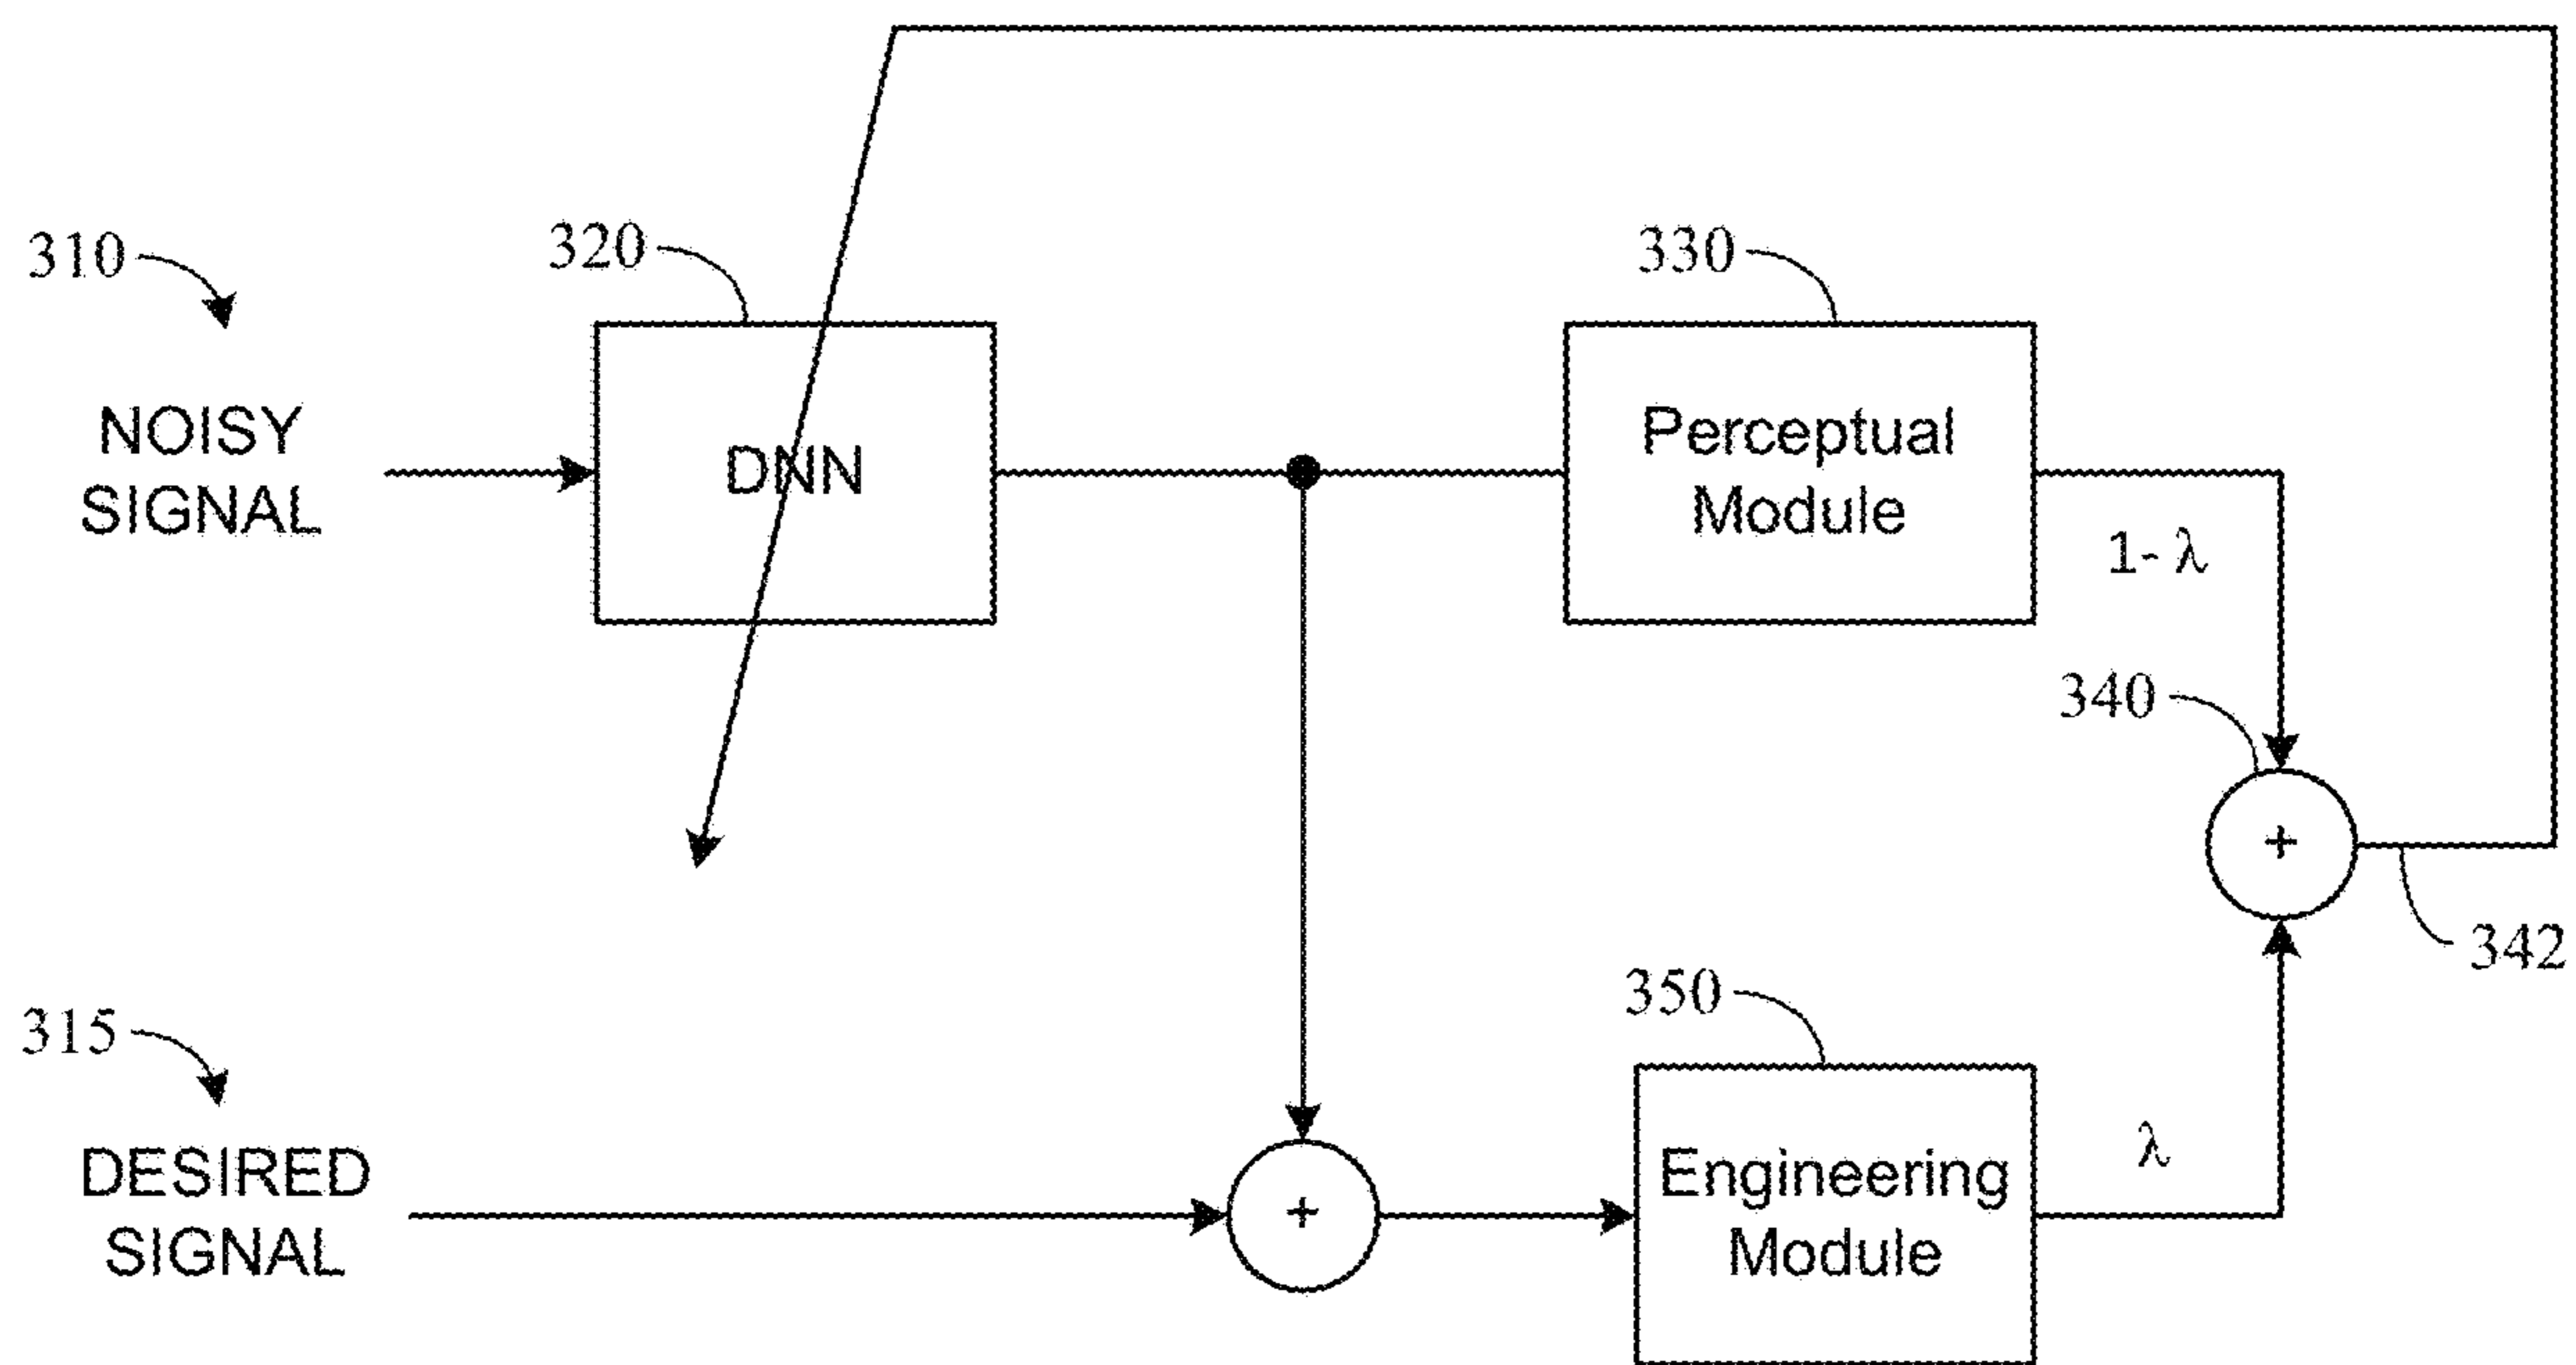 310
320
330
NOISY
SIGNAL
DNN
Perceptual
Module
1- λ
340
+
342
315
350
DESIRED
SIGNAL
+
Engineering
Module
λ